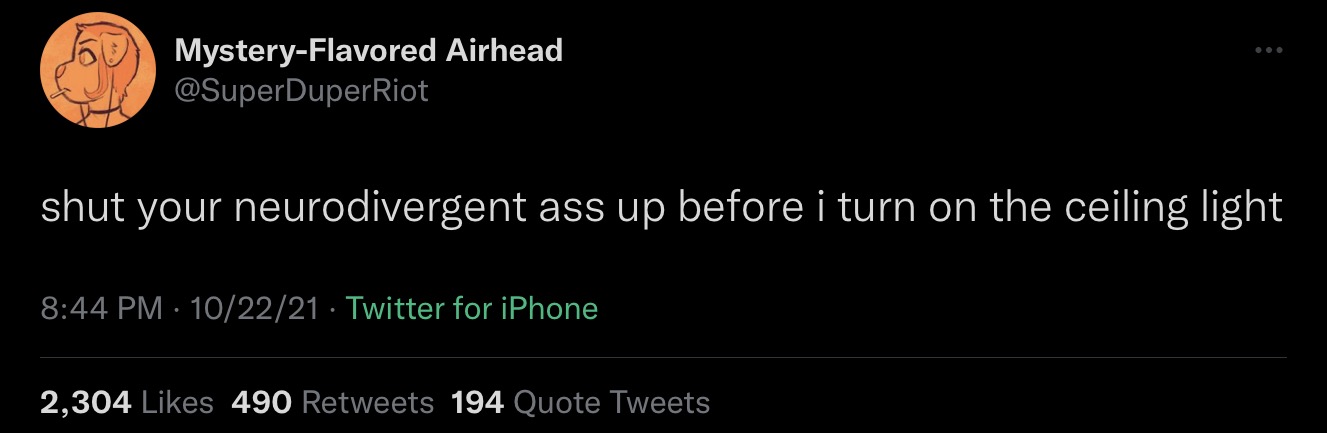 Mystery-Flavored Airhead
@SuperDuperRiot
shut your neurodivergent ass up before i turn on the ceiling light
8:44 PM · 10/22/21 · Twitter for iPhone
2,304 Likes 490 Retweets 194 Quote Tweets